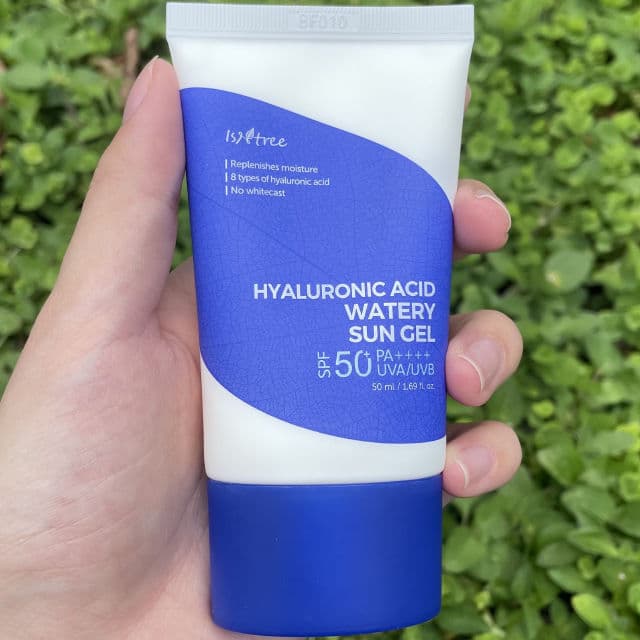 BF010
Isntree
Replenishes moisture
8 types of hyaluronic acid
No whitecast
HYALURONIC ACID
WATERY
SUN GEL
SPF 50+ PA++++
UVA/UVB
50 ml / 1.69 fl. oz.